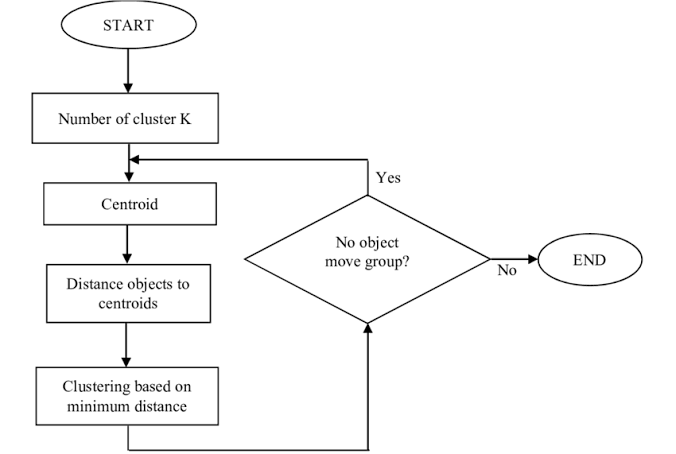 START
Number of cluster K
Centroid
Distance objects to
centroids
Clustering based on
minimum distance
Yes
No object
move group?
No
END